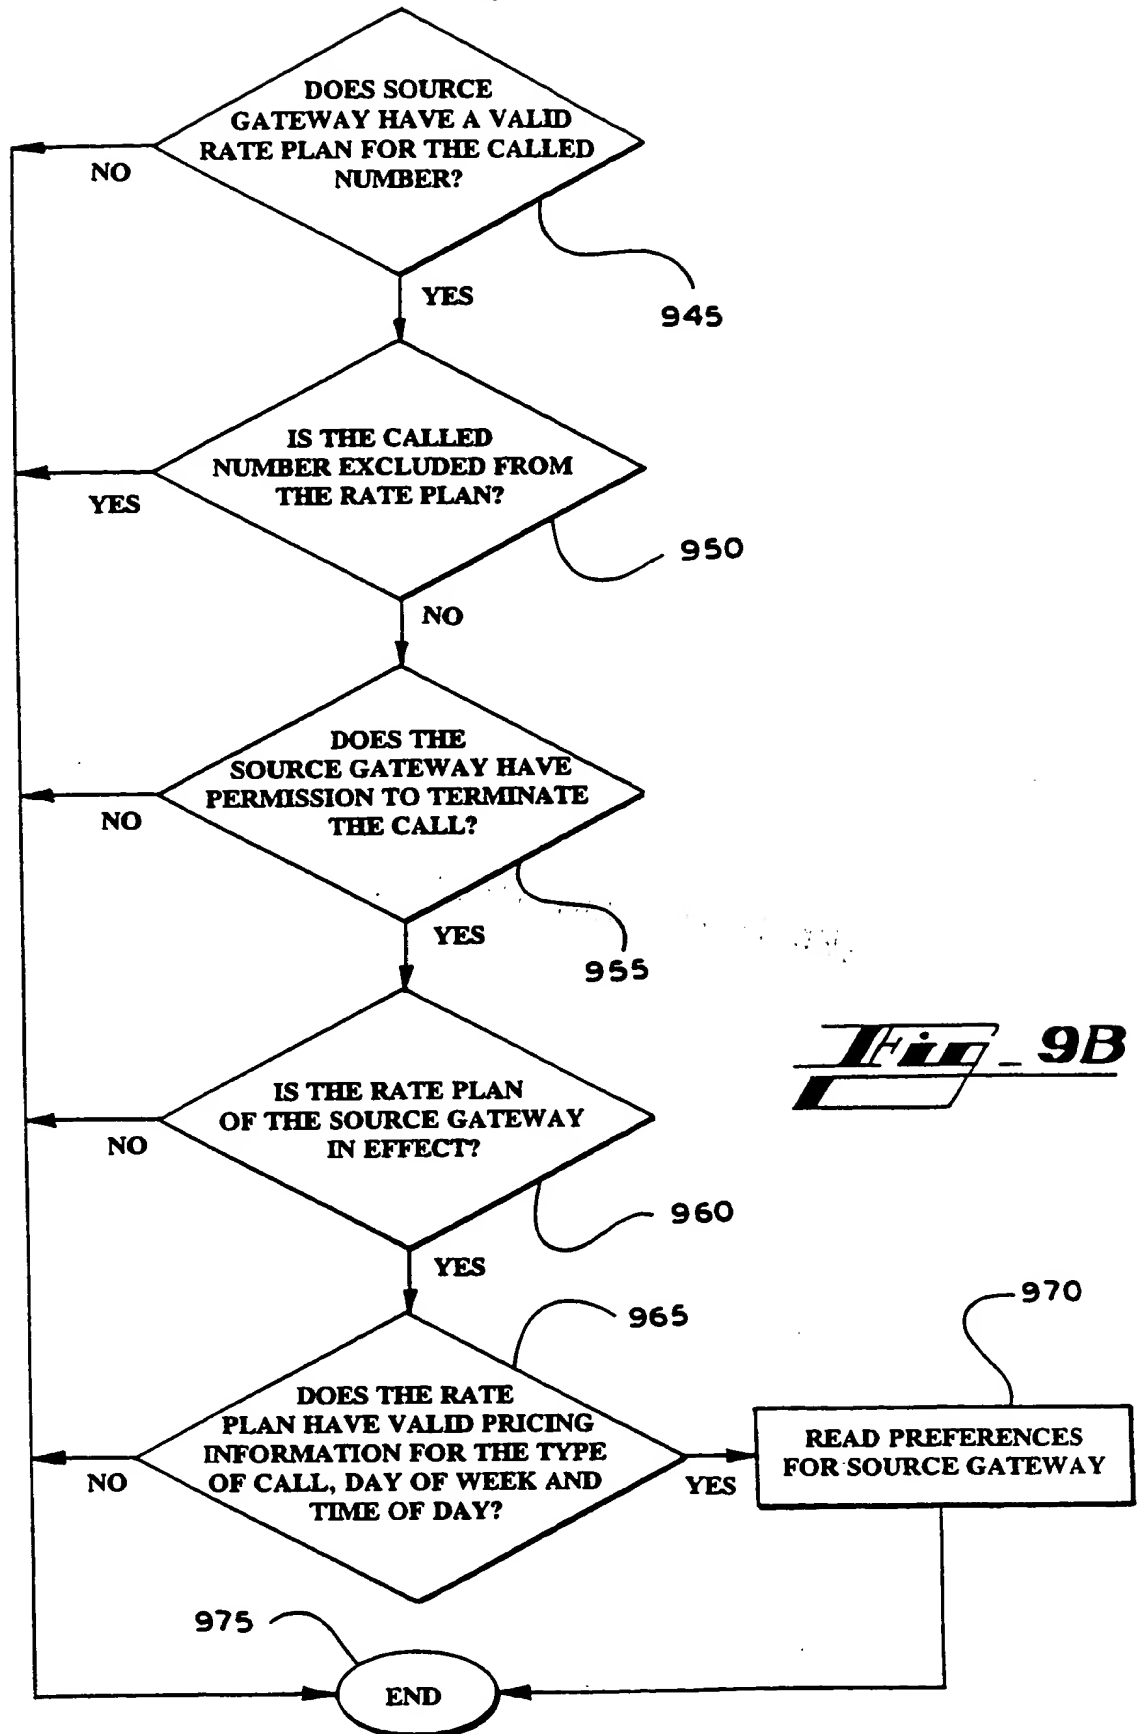 DOES SOURCE
GATEWAY HAVE A VALID
RATE PLAN FOR THE CALLED
NUMBER?
NO
YES
945
IS THE CALLED
NUMBER EXCLUDED FROM
THE RATE PLAN?
YES
950
NO
DOES THE
SOURCE GATEWAY HAVE
PERMISSION TO TERMINATE
THE CALL?
NO
YES
955
Fig_9B
IS THE RATE PLAN
OF THE SOURCE GATEWAY
IN EFFECT?
NO
960
YES
965
970
DOES THE RATE
PLAN HAVE VALID PRICING
INFORMATION FOR THE TYPE
OF CALL, DAY OF WEEK AND
TIME OF DAY?
NO
YES
READ PREFERENCES
FOR SOURCE GATEWAY
975
END